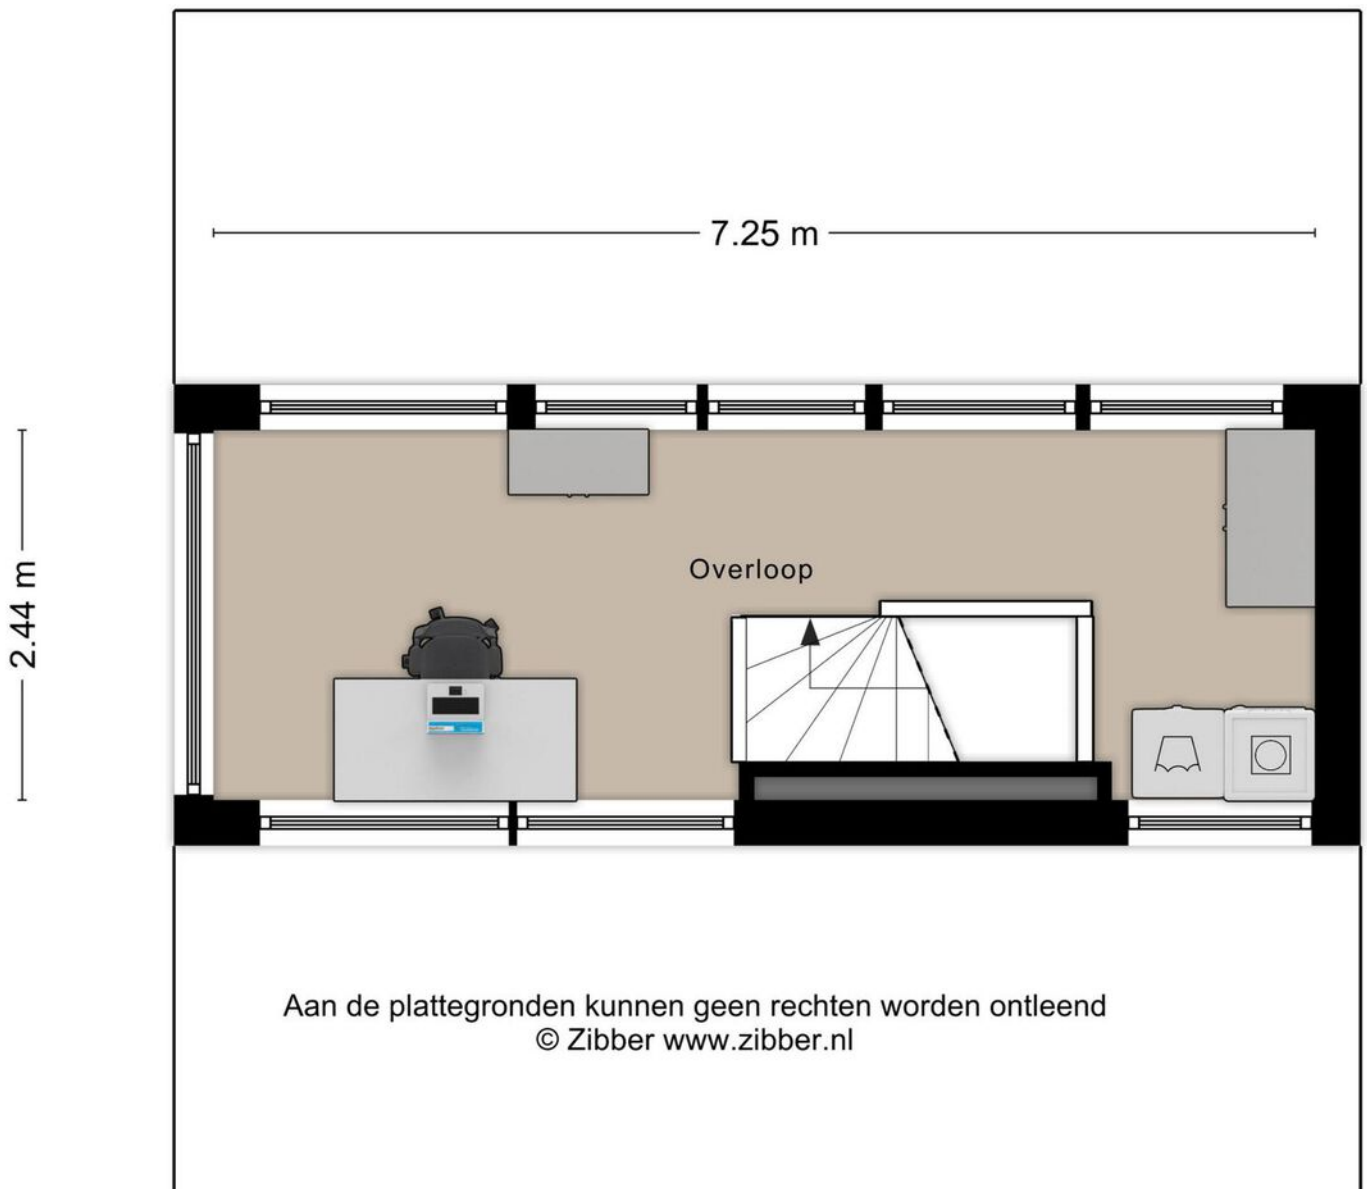 7.25 m
2.44 m
Overloop
Aan de plattegronden kunnen geen rechten worden ontleend
© Zibber www.zibber.nl